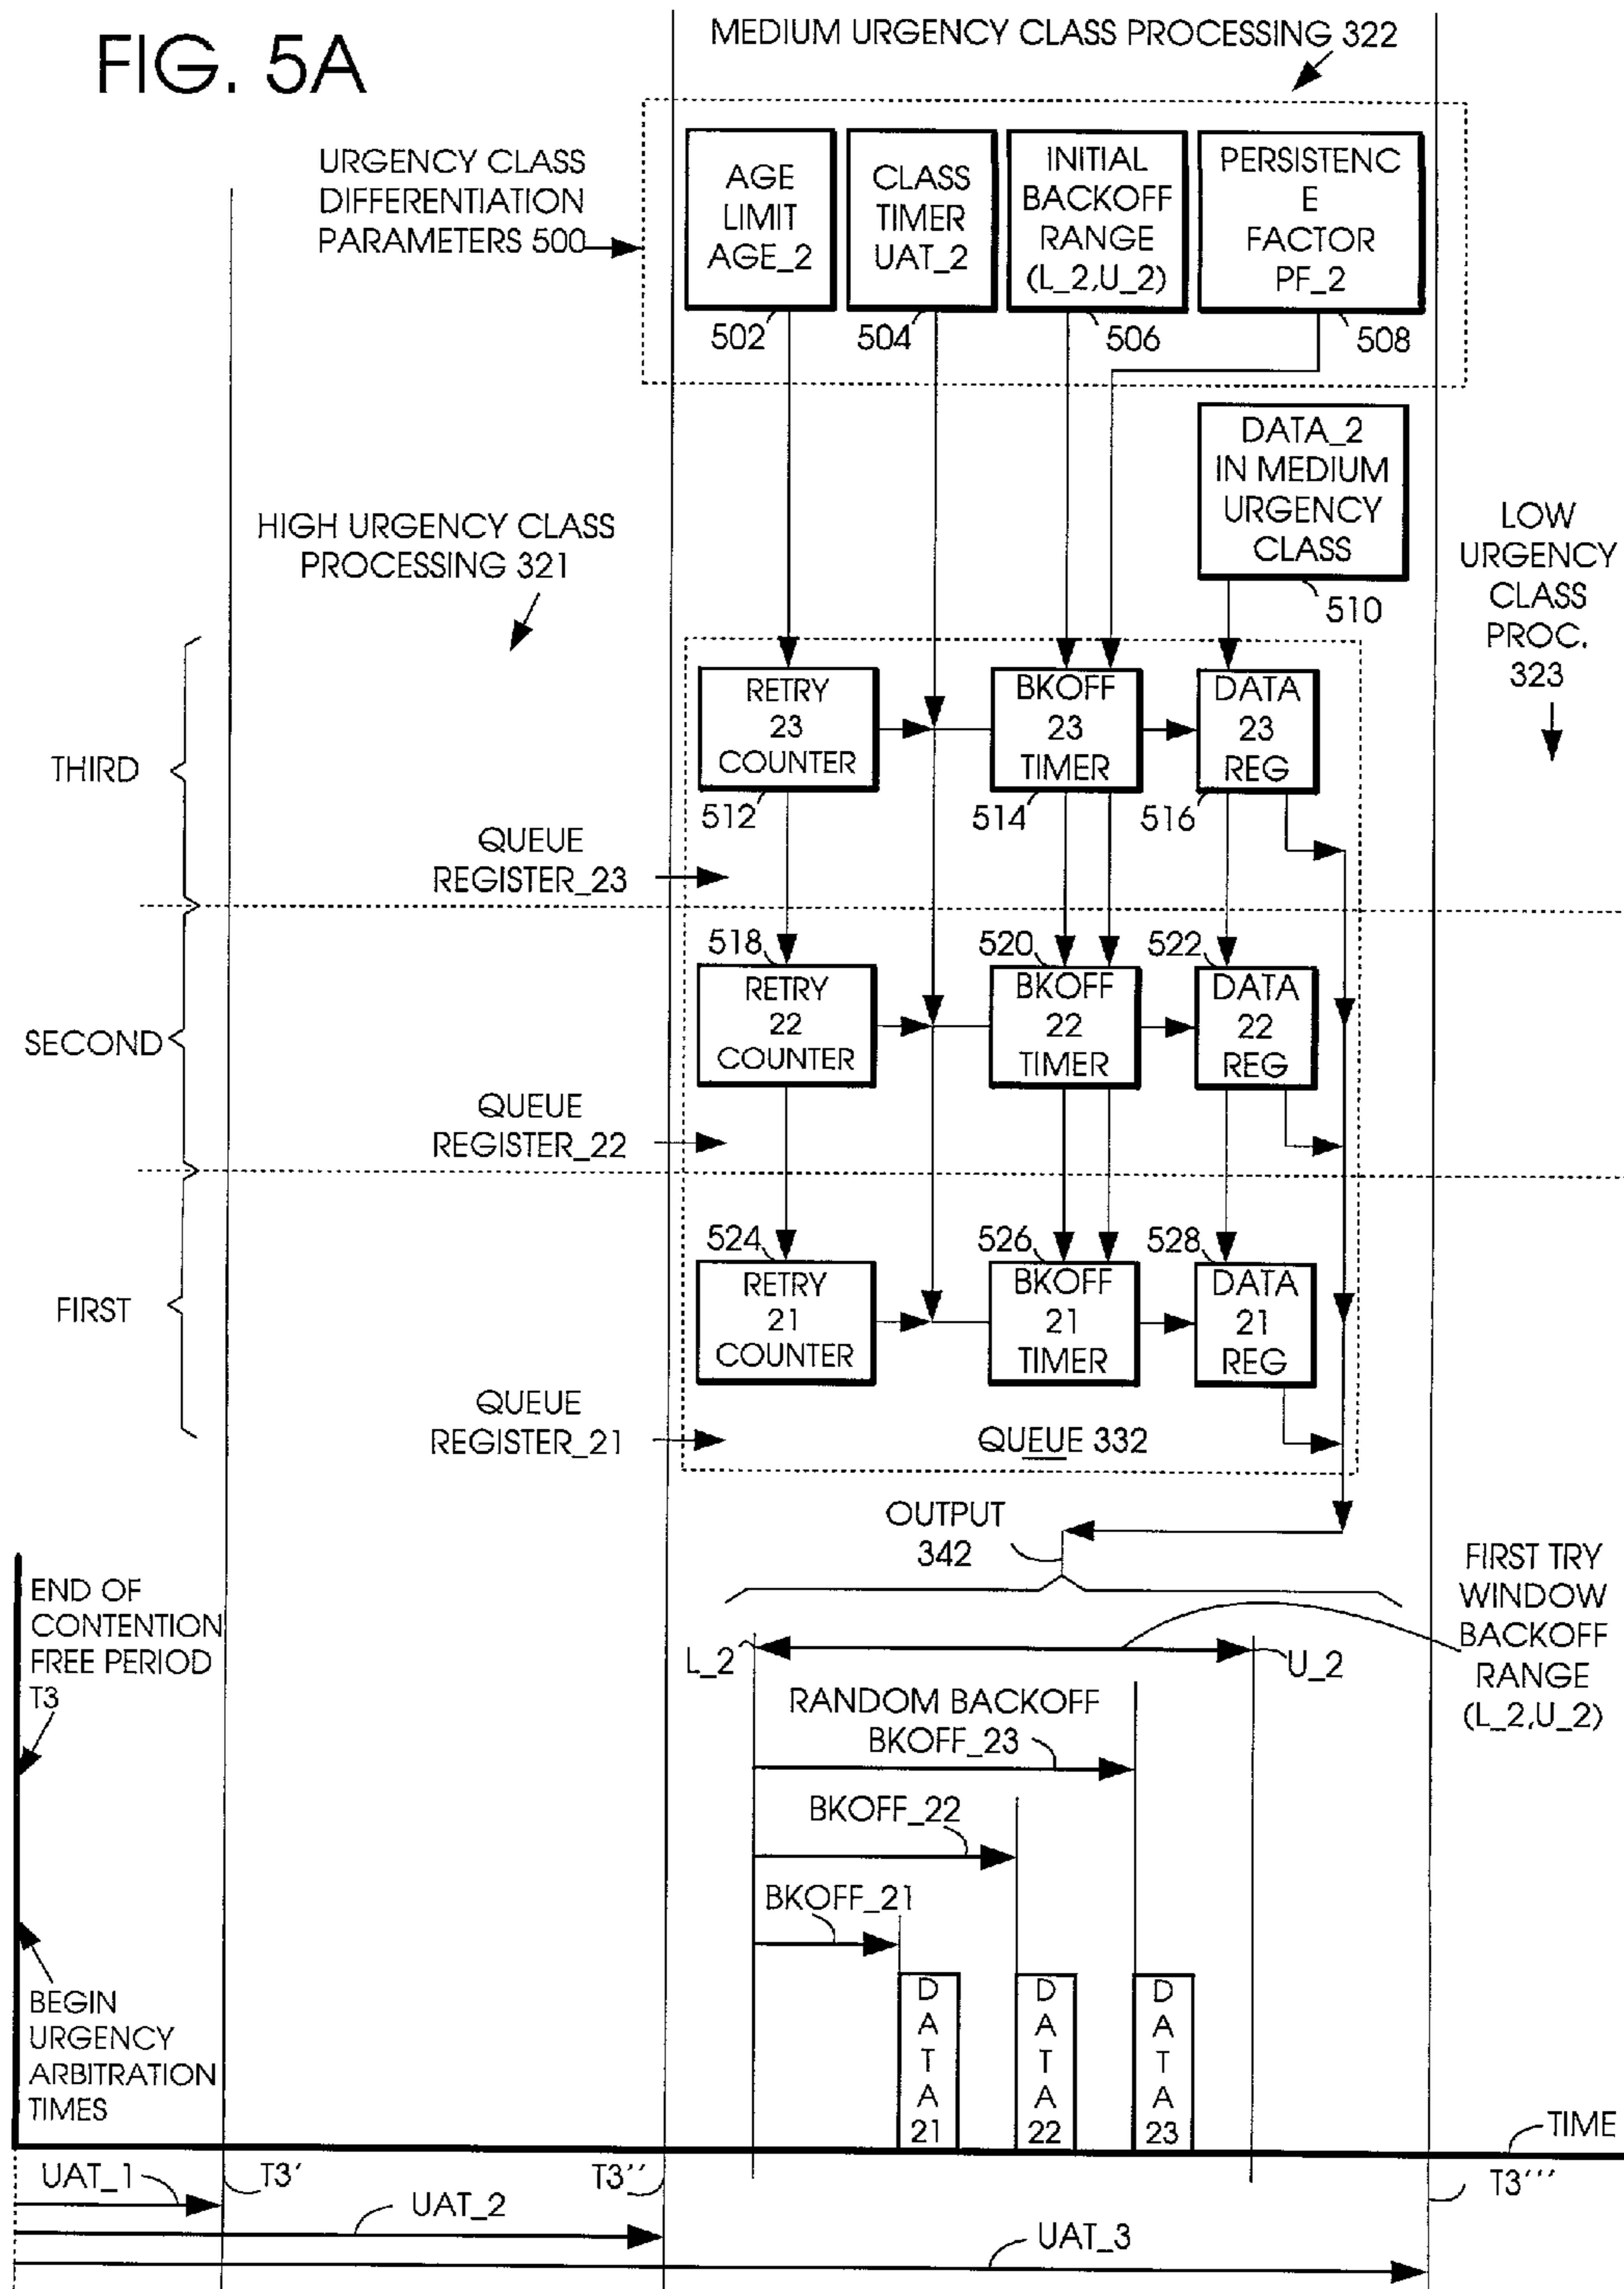 FIG. 5A
MEDIUM URGENCY CLASS PROCESSING 322
URGENCY CLASS
DIFFERENTIATION
PARAMETERS 500
AGE
LIMIT
AGE_2
502
CLASS
TIMER
UAT_2
504
INITIAL
BACKOFF
RANGE
(L_2,U_2)
506
PERSISTENC
E
FACTOR
PF_2
508
DATA_2
IN MEDIUM
URGENCY
CLASS
510
HIGH URGENCY CLASS
PROCESSING 321
LOW
URGENCY
CLASS
PROC.
323
THIRD
RETRY
23
COUNTER
512
BKOFF
23
TIMER
514
DATA
23
REG
516
QUEUE
REGISTER_23
SECOND
518
RETRY
22
COUNTER
520
BKOFF
22
TIMER
522
DATA
22
REG
QUEUE
REGISTER_22
FIRST
524
RETRY
21
COUNTER
526
BKOFF
21
TIMER
528
DATA
21
REG
QUEUE
REGISTER_21
QUEUE 332
OUTPUT
342
FIRST TRY
WINDOW
BACKOFF
RANGE
(L_2,U_2)
END OF
CONTENTION
FREE PERIOD
T3
L_2
U_2
RANDOM BACKOFF
BKOFF_23
BKOFF_22
BKOFF_21
BEGIN
URGENCY
ARBITRATION
TIMES
D
A
T
A
21
D
A
T
A
22
D
A
T
A
23
TIME
UAT_1
T3'
T3''
T3'''
UAT_2
UAT_3